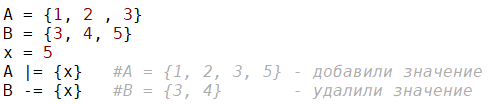 A = {1, 2 , 3}
B = {3, 4, 5}
x = 5
A |= {x}   #A = {1, 2, 3, 5} - добавили значение
B -= {x}   #B = {3, 4}       - удалили значение